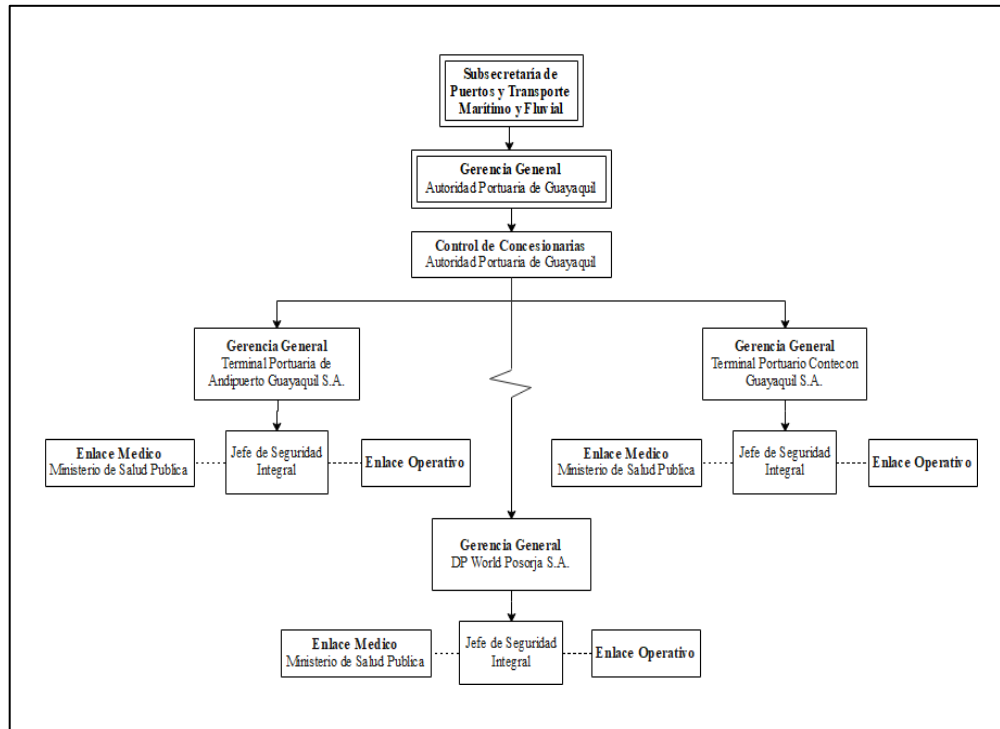 Subsecretaría de
Puertos y Transporte
Marítimo y Fluvial
Gerencia General
Autoridad Portuaria de Guayaquil
Control de Concesionarias
Autoridad Portuaria de Guayaquil
Gerencia General
Terminal Portuaria de
Andipuerto Guayaquil S.A.
Gerencia General
Terminal Portuario Contecon
Guayaquil S.A.
Enlace Medico
Ministerio de Salud Publica
Jefe de Seguridad
Integral
Enlace Operativo
Enlace Medico
Ministerio de Salud Publica
Jefe de Seguridad
Integral
Enlace Operativo
Gerencia General
DP World Posorja S.A.
Enlace Medico
Ministerio de Salud Publica
Jefe de Seguridad
Integral
Enlace Operativo